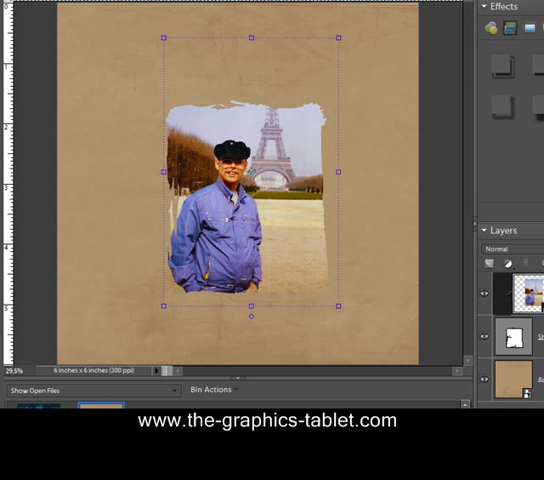 Effects
Layers
Normal
29.5%
6 inches x 6 inches (300 ppi)
Show Open Files
Bin Actions
www.the-graphics-tablet.com